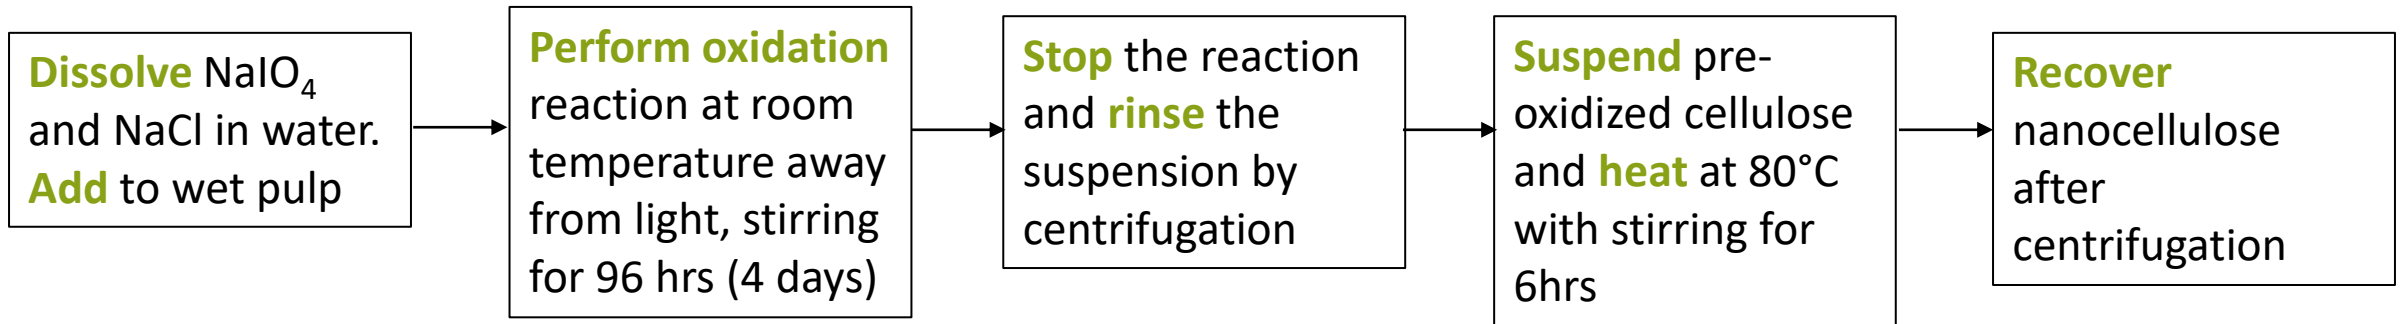 Dissolve NaIO₄
and NaCl in water.
Add to wet pulp
Perform oxidation
reaction at room
temperature away
from light, stirring
for 96 hrs (4 days)
Stop the reaction
and rinse the
suspension by
centrifugation
Suspend pre-
oxidized cellulose
and heat at 80°C
with stirring for
6hrs
Recover
nanocellulose
after
centrifugation